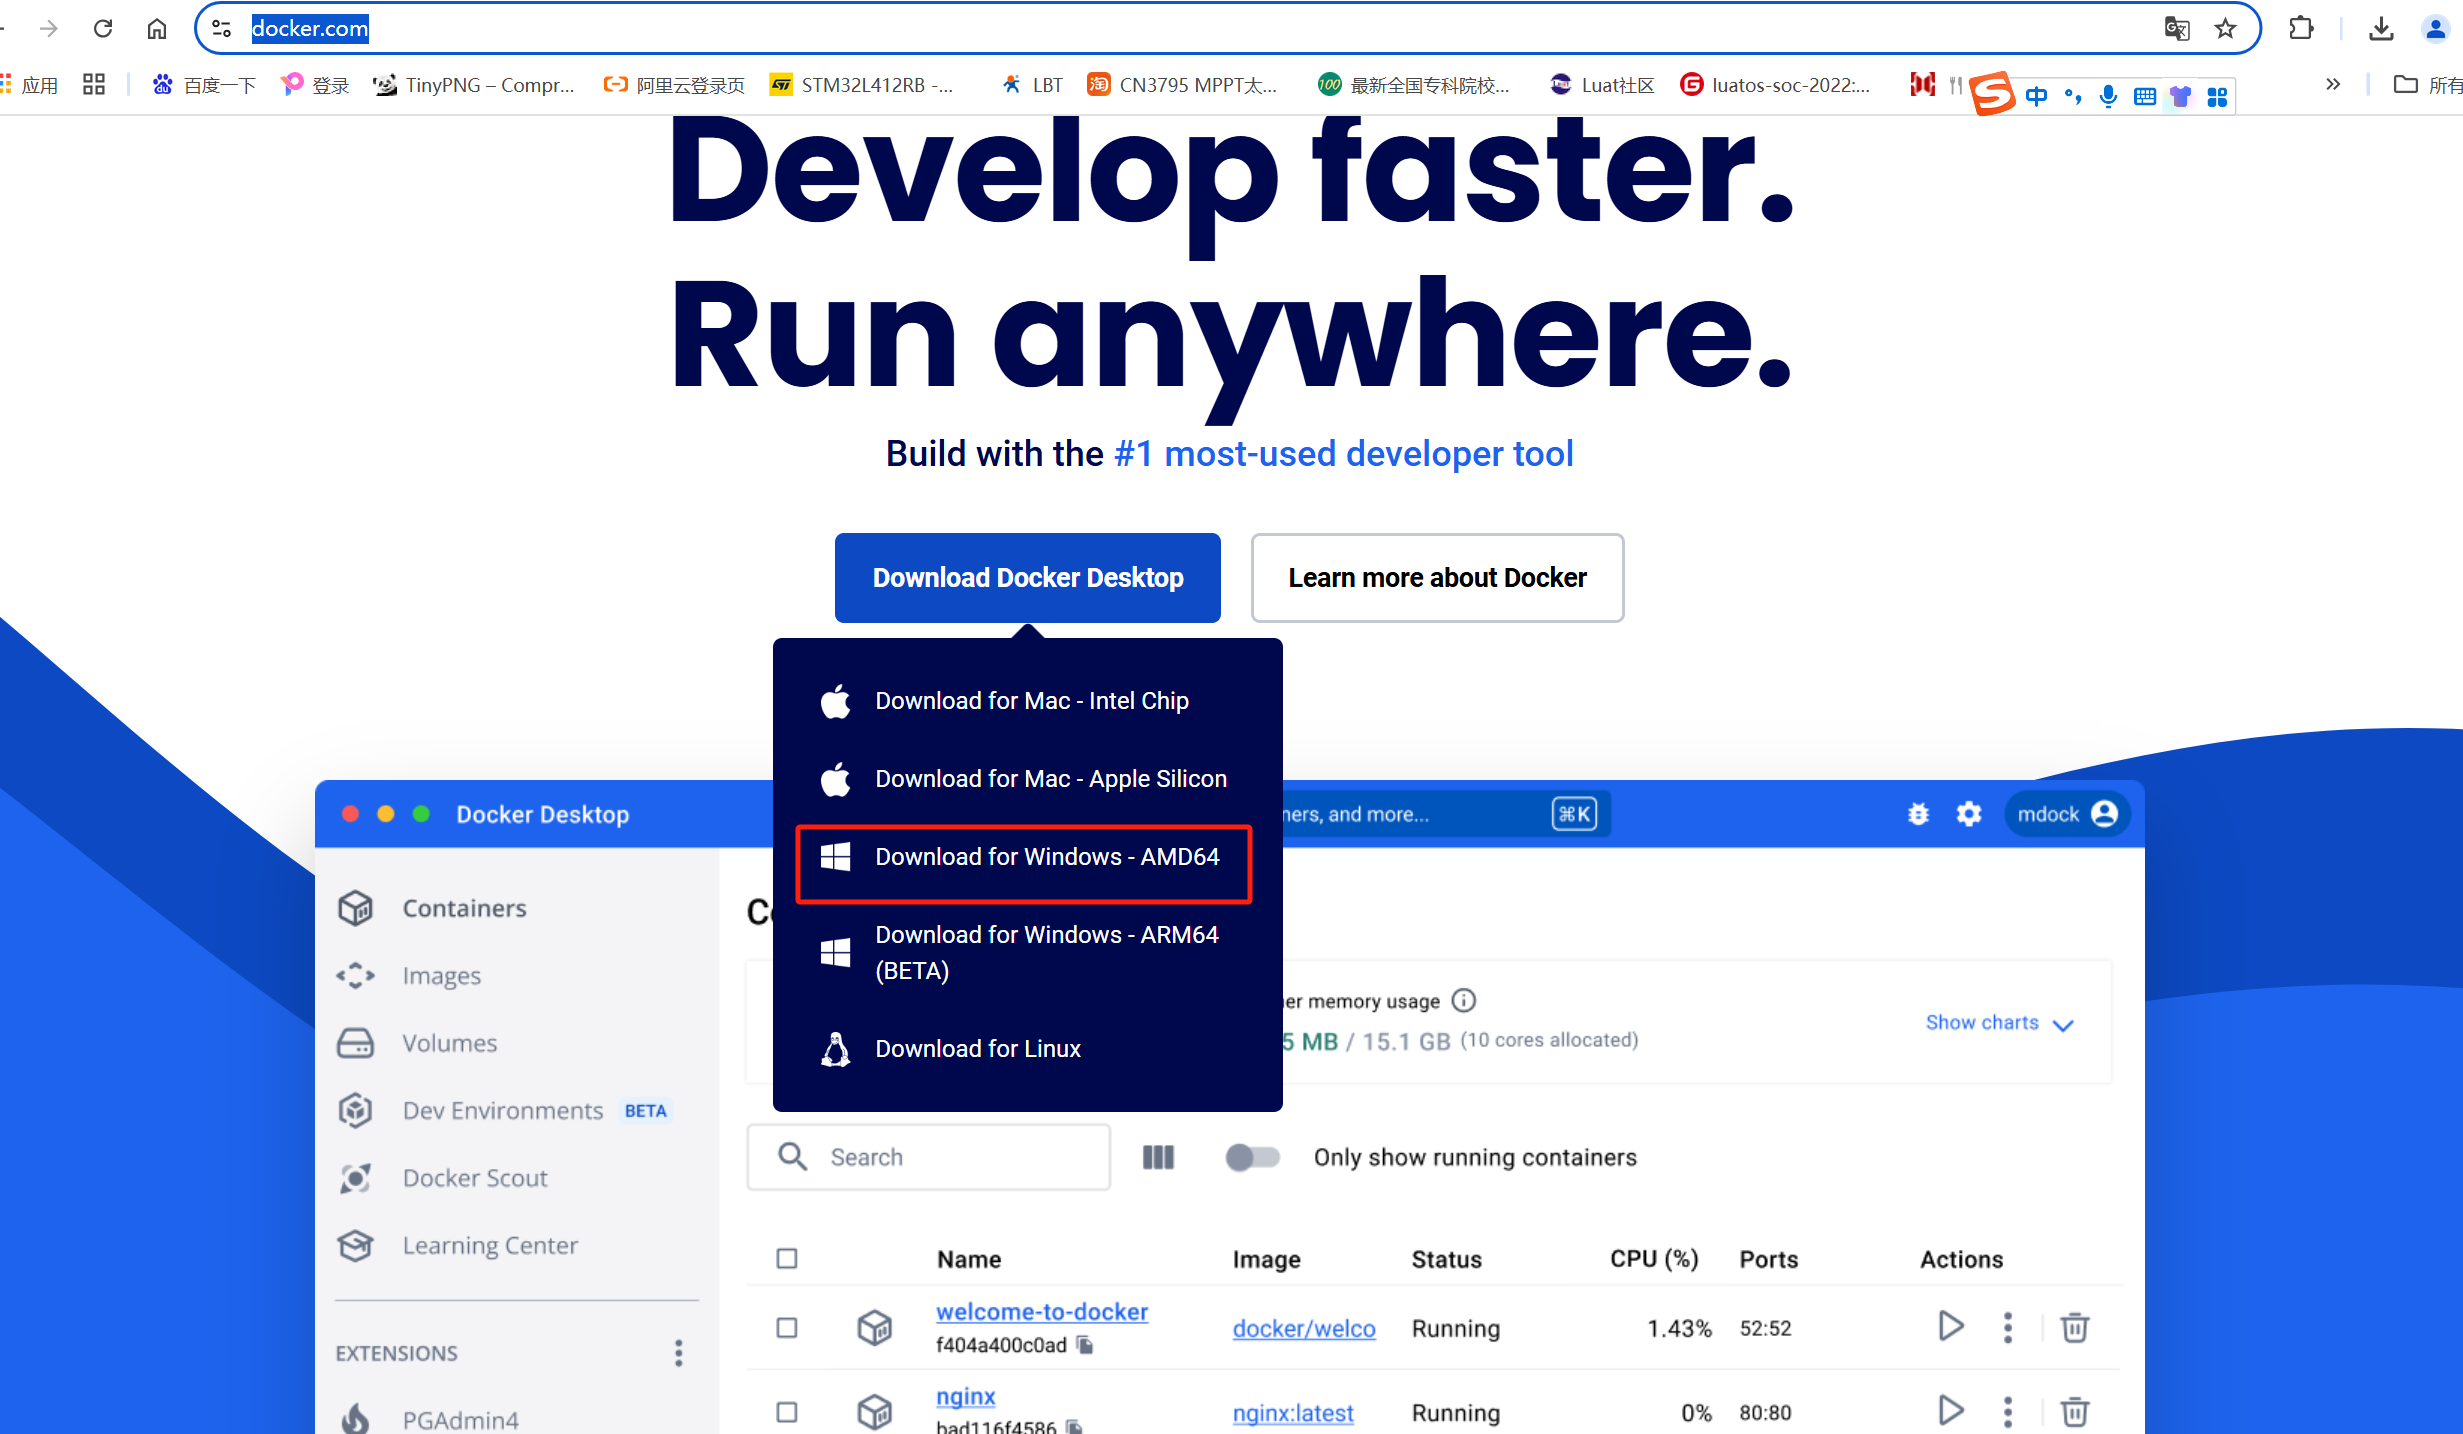 docker.com
应用
百度一下
登录
TinyPNG – Compr...
阿里云登录页
STM32L412RB -...
LBT
CN3795 MPPT太...
最新全国专科院校...
Luat社区
luatos-soc-2022:...
中
所有
Develop faster.
Run anywhere.
Build with the #1 most-used developer tool
Download Docker Desktop
Learn more about Docker
Download for Mac - Intel Chip
Download for Mac - Apple Silicon
Download for Windows - AMD64
Download for Windows - ARM64
(BETA)
Download for Linux
Docker Desktop
ners, and more...
⌘K
mdock
Containers
Images
Volumes
Dev Environments BETA
Docker Scout
Learning Center
EXTENSIONS
PGAdmin4
er memory usage
5 MB / 15.1 GB (10 cores allocated)
Show charts
Search
Only show running containers
Name Image Status CPU (%) Ports Actions
welcome-to-docker
f404a400c0ad
docker/welco Running 1.43% 52:52
nginx
bad116f4586
nginx:latest Running 0% 80:80